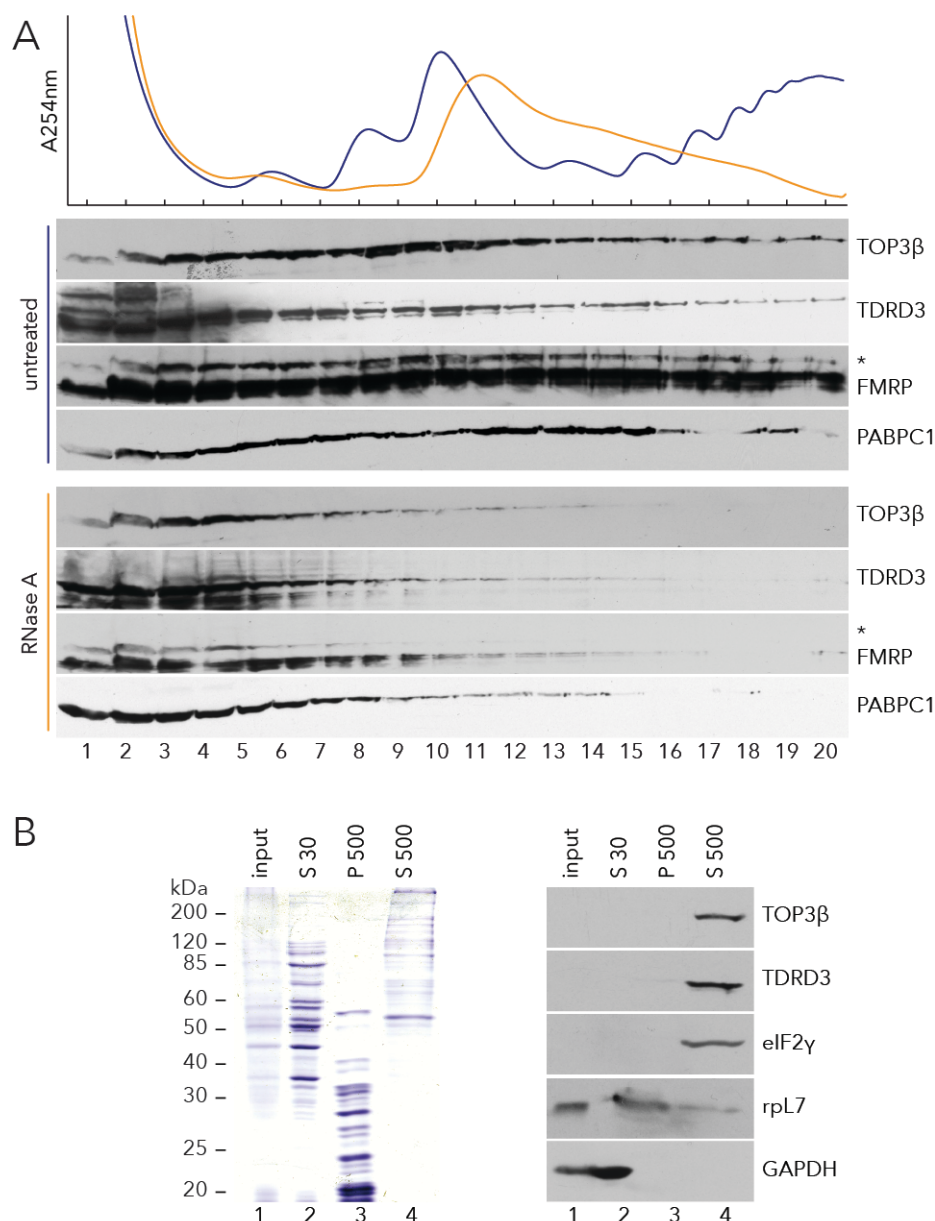 A
A254nm
untreated
TOP3β
TDRD3
*
FMRP
PABPC1
RNase A
TOP3β
TDRD3
*
FMRP
PABPC1
1 2 3 4 5 6 7 8 9 10 11 12 13 14 15 16 17 18 19 20
B
input S 30 P 500 S 500
kDa
200
120
85
60
50
40
30
25
20
1 2 3 4
input S 30 P 500 S 500
TOP3β
TDRD3
eIF2γ
rpL7
GAPDH
1 2 3 4